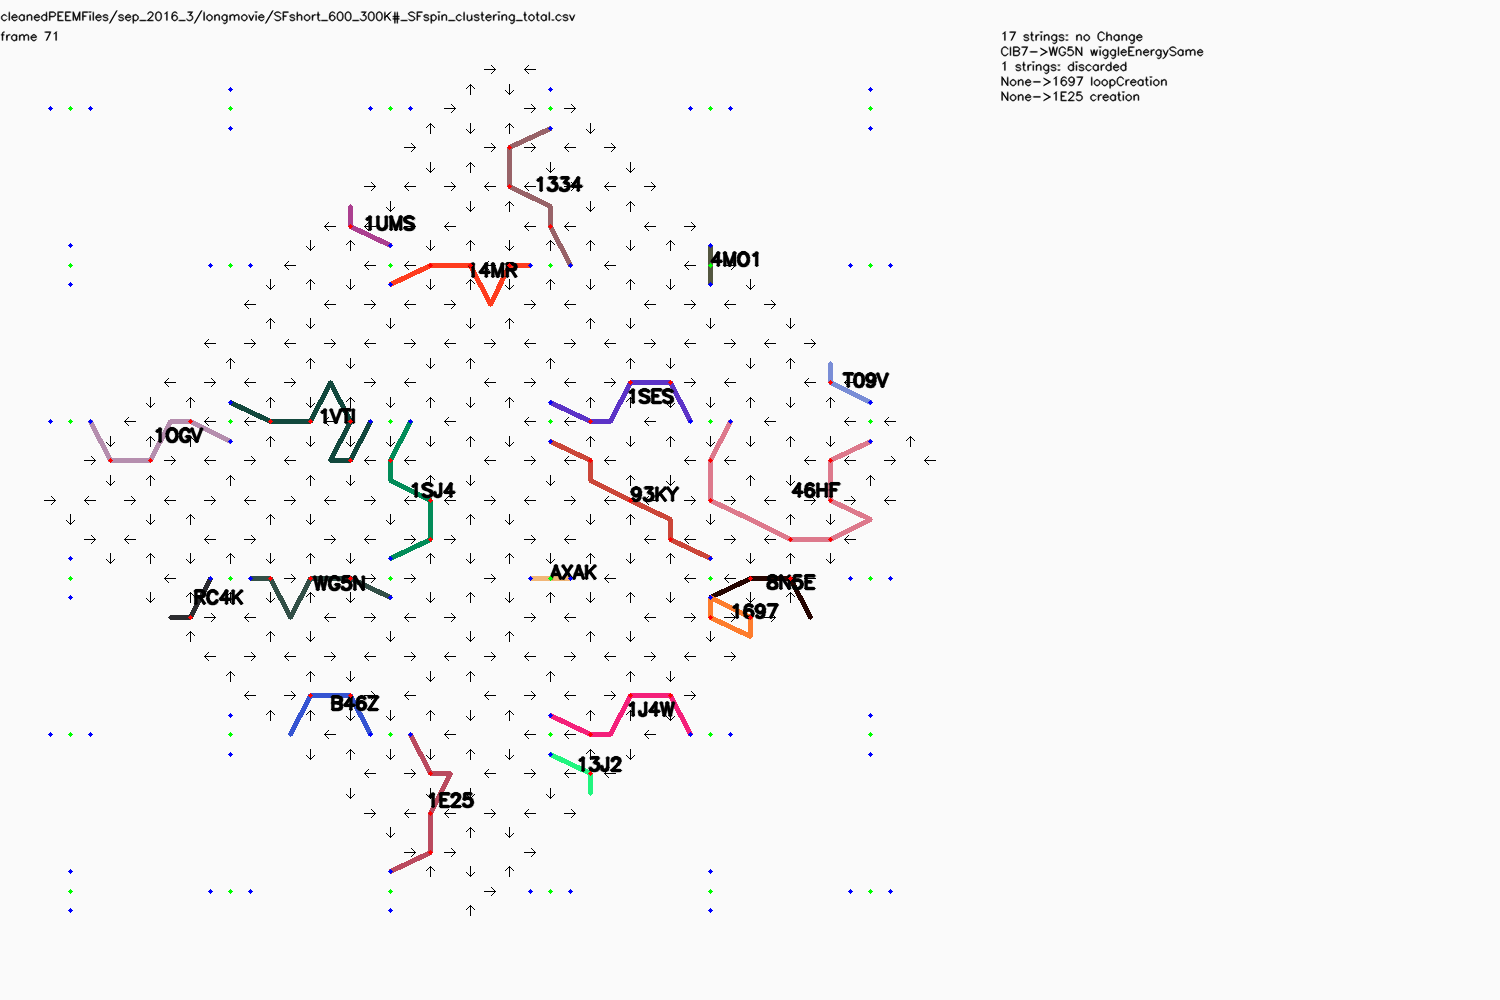 cleanedPEEMFiles/sep_2016_3/longmovie/SFshort_600_300K#_SFspin_clustering_total.csv
frame 71
17 strings: no Change
CIB7->WG5N wiggleEnergySame
1 strings: discarded
None->1697 loopCreation
None->1E25 creation
1334
1UMS
4MO1
14MR
T09V
1SES
1VTI
1OGV
1SJ4
93KY
46HF
AXAK
WG5N
8N6E
RC4K
1697
B46Z
1J4W
13J2
1E25